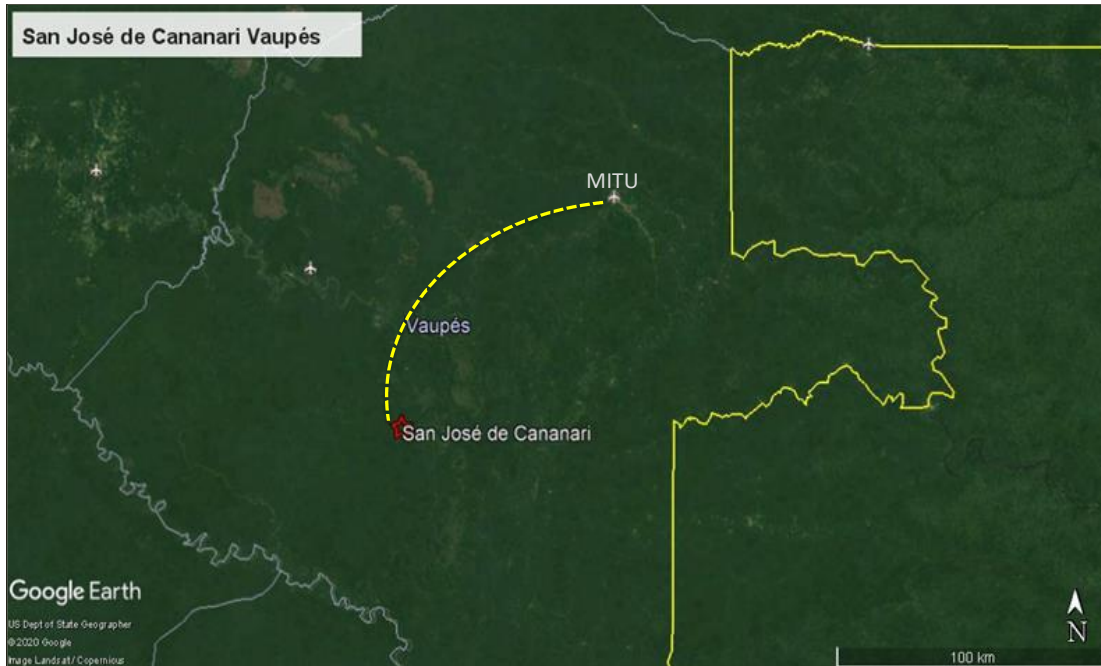 San José de Cananari Vaupés
MITU
Vaupés
San José de Cananari
Google Earth
US Dept of State Geographer
©2020 Google
Image Landsat / Copernicus
N
100 km